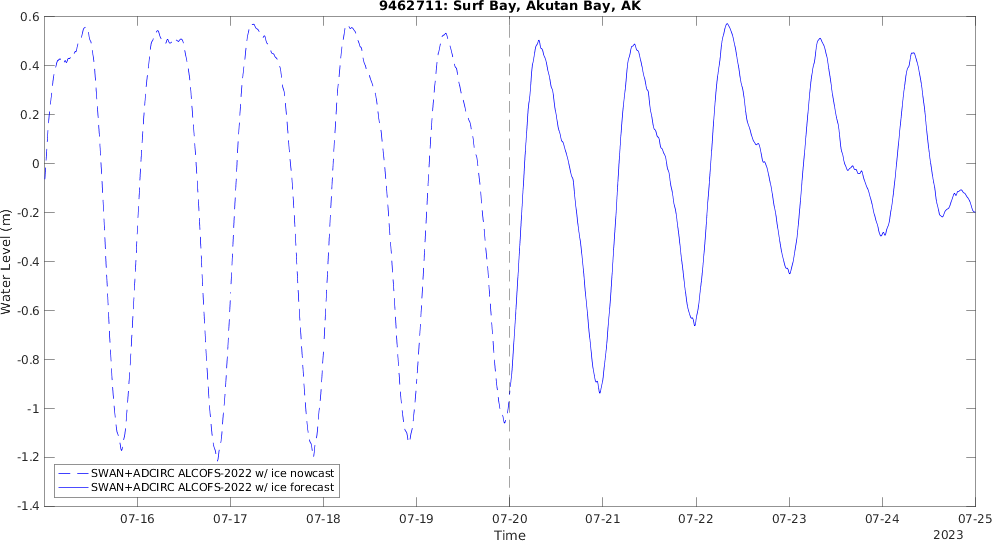 9462711: Surf Bay, Akutan Bay, AK
0.6
0.4
0.2
0
-0.2
-0.4
-0.6
-0.8
-1
-1.2
-1.4
Water Level (m)
SWAN+ADCIRC ALCOFS-2022 w/ ice nowcast
SWAN+ADCIRC ALCOFS-2022 w/ ice forecast
07-16 07-17 07-18 07-19 07-20 07-21 07-22 07-23 07-24 07-25
Time
2023